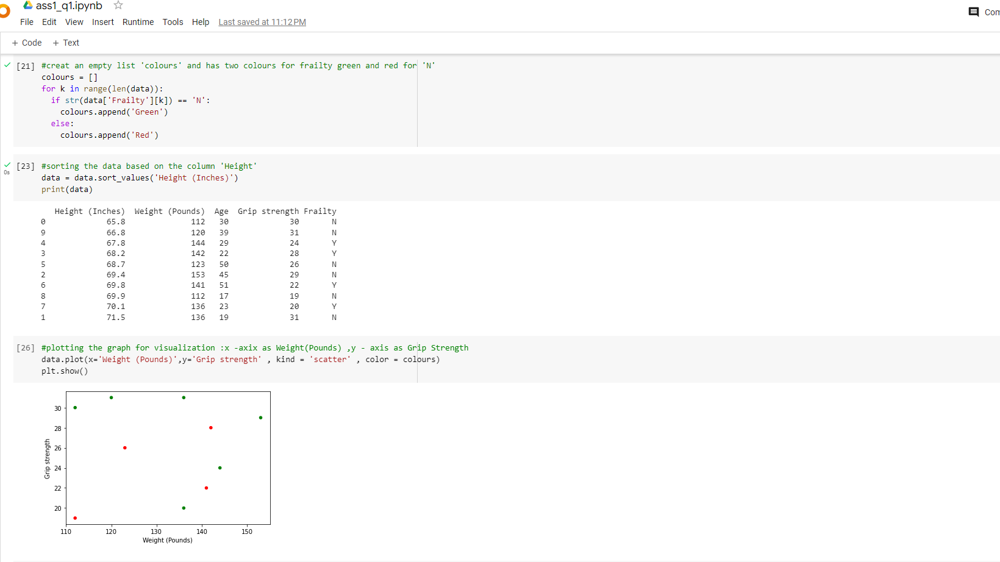 ass1_q1.ipynb
File Edit View Insert Runtime Tools Help Last saved at 11:12 PM
+ Code + Text
[21] #creat an empty list 'colours' and has two colours for frailty green and red for 'N'
colours = []
for k in range(len(data)):
if str(data['Frailty'][k]) == 'N':
colours.append('Green')
else:
colours.append('Red')
[23] #sorting the data based on the column 'Height'
0s
data = data.sort_values('Height (Inches)')
print(data)
Height (Inches) Weight (Pounds) Age Grip strength Frailty
0 65.8 112 30 30 N
9 66.8 120 39 31 N
4 67.8 144 29 24 Y
3 68.2 142 22 28 Y
5 68.7 123 50 26 N
2 69.4 153 45 29 N
6 69.8 141 51 22 Y
8 69.9 112 17 19 N
7 70.1 136 23 20 Y
1 71.5 136 19 31 N
[26] #plotting the graph for visualization :x -axix as Weight(Pounds) ,y - axis as Grip Strength
data.plot(x='Weight (Pounds)',y='Grip strength' , kind = 'scatter' , color = colours)
plt.show()
30
28
26
24
22
20
Grip strength
110 120 130 140 150
Weight (Pounds)